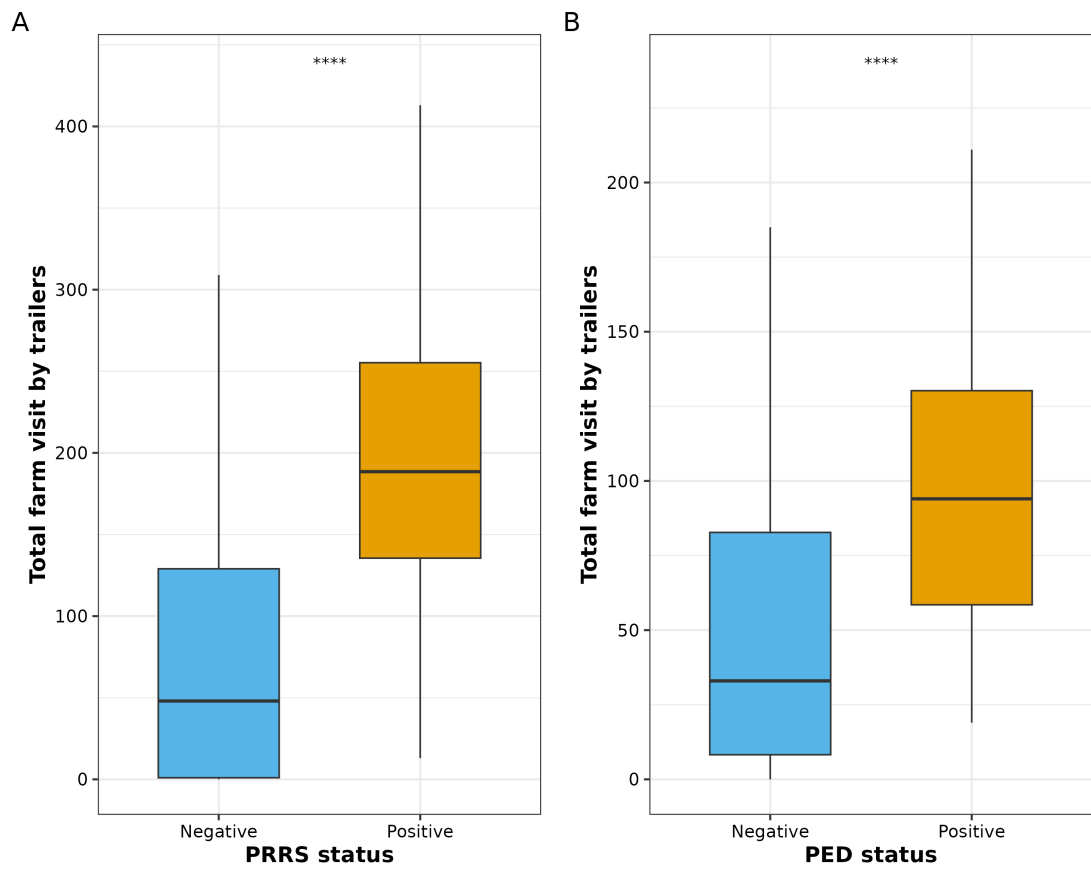 A
****
400
300
200
100
0
Total farm visit by trailers
Negative
Positive
PRRS status
B
****
200
150
100
50
0
Total farm visit by trailers
Negative
Positive
PED status